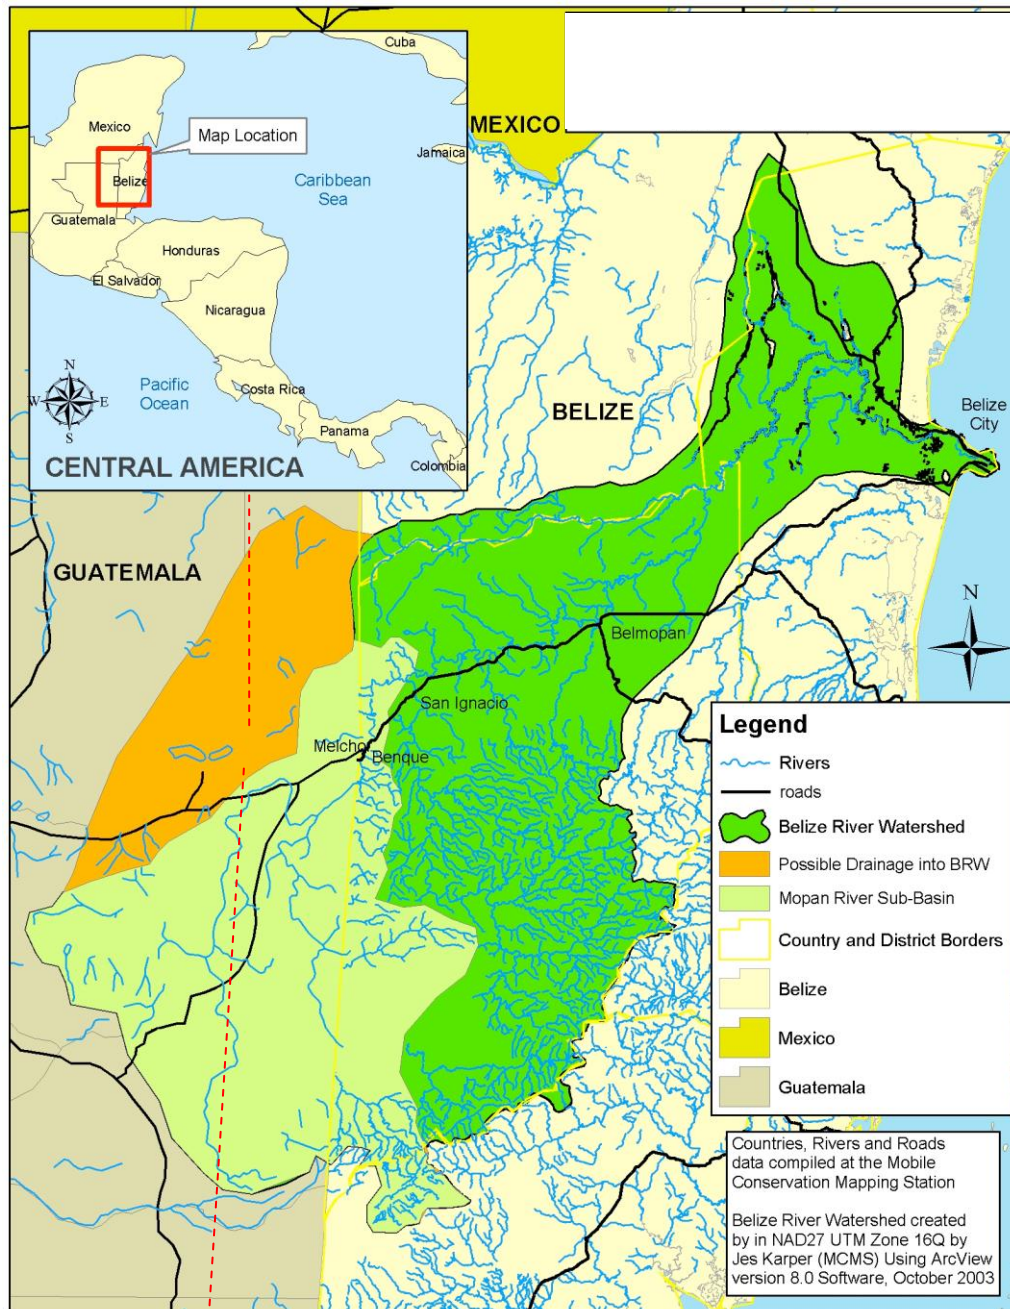 Cuba
Mexico
Map Location
MEXICO
Jamaica
Belize
Caribbean
Sea
Guatemala
Honduras
El Salvador
Nicaragua
N
W
E
S
Pacific
Ocean
Costa Rica
Panama
Colombia
CENTRAL AMERICA
BELIZE
Belize
City
GUATEMALA
N
Belmopan
San Ignacio
Melchor
Benque
Legend
Rivers
roads
Belize River Watershed
Possible Drainage into BRW
Mopan River Sub-Basin
Country and District Borders
Belize
Mexico
Guatemala
Countries, Rivers and Roads
data compiled at the Mobile
Conservation Mapping Station
Belize River Watershed created
by in NAD27 UTM Zone 16Q by
Jes Karper (MCMS) Using ArcView
version 8.0 Software, October 2003